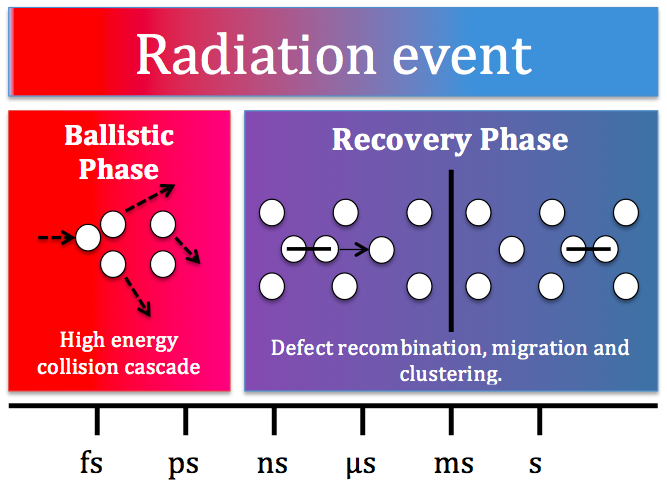 Radiation event
Ballistic
Phase
High energy
collision cascade
Recovery Phase
Defect recombination, migration and
clustering.
fs ps ns μs ms s